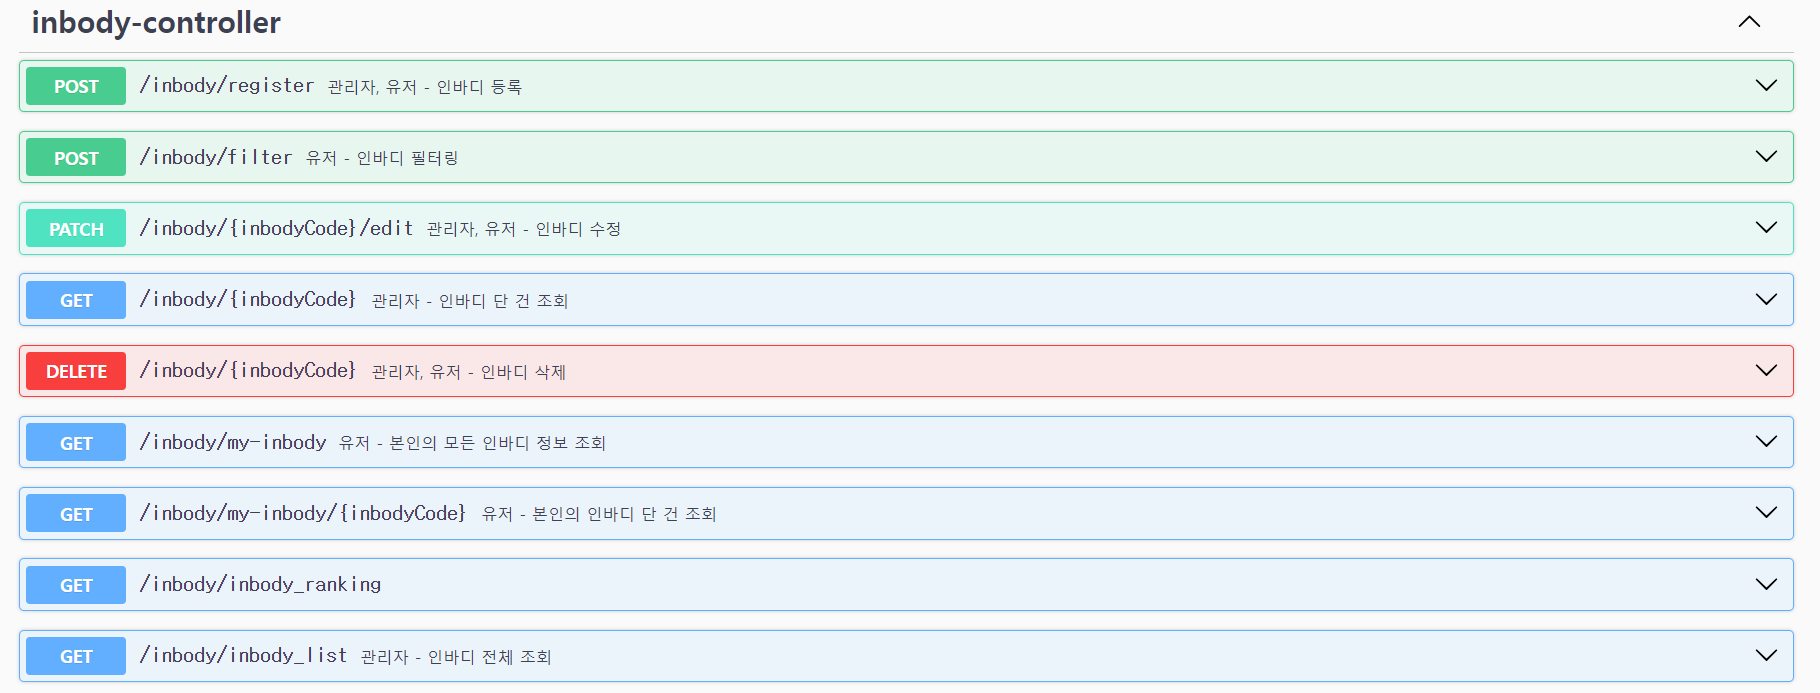 inbody-controller
POST /inbody/register 관리자, 유저 - 인바디 등록
POST /inbody/filter 유저 - 인바디 필터링
PATCH /inbody/{inbodyCode}/edit 관리자, 유저 - 인바디 수정
GET /inbody/{inbodyCode} 관리자 - 인바디 단 건 조회
DELETE /inbody/{inbodyCode} 관리자, 유저 - 인바디 삭제
GET /inbody/my-inbody 유저 - 본인의 모든 인바디 정보 조회
GET /inbody/my-inbody/{inbodyCode} 유저 - 본인의 인바디 단 건 조회
GET /inbody/inbody_ranking
GET /inbody/inbody_list 관리자 - 인바디 전체 조회